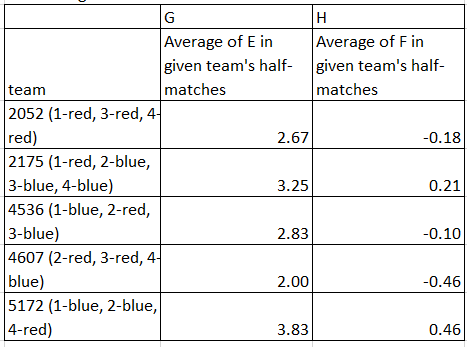 G
H
team
Average of E in
given team's half-
matches
Average of F in
given team's half-
matches
2052 (1-red, 3-red, 4-
red)
2.67
-0.18
2175 (1-red, 2-blue,
3-blue, 4-blue)
3.25
0.21
4536 (1-blue, 2-red,
3-blue)
2.83
-0.10
4607 (2-red, 3-red, 4-
blue)
2.00
-0.46
5172 (1-blue, 2-blue,
4-red)
3.83
0.46